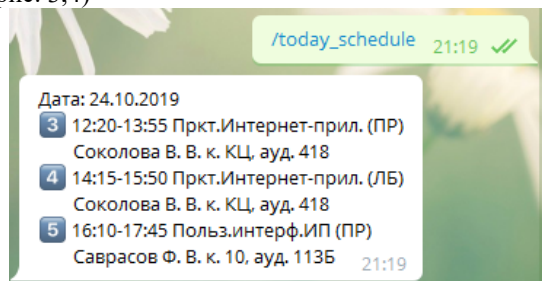 /today_schedule 21:19
Дата: 24.10.2019
3 12:20-13:55 Пркт.Интернет-прил. (ПР)
Соколова В. В. к. КЦ, ауд. 418
4 14:15-15:50 Пркт.Интернет-прил. (ЛБ)
Соколова В. В. к. КЦ, ауд. 418
5 16:10-17:45 Польз.интерф.ИП (ПР)
Саврасов Ф. В. к. 10, ауд. 113Б
21:19